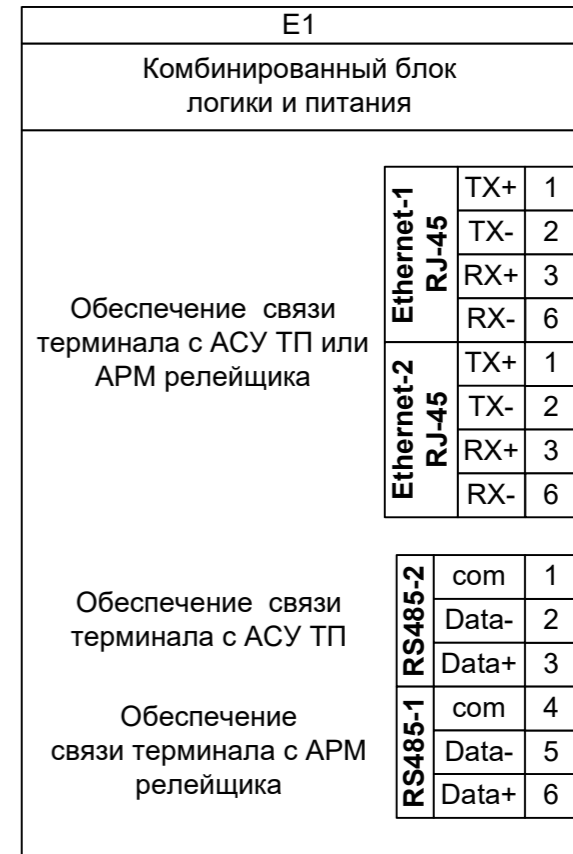 E1
Комбинированный блок
логики и питания
Обеспечение связи
терминала с АСУ ТП или
АРМ релейщика
Ethernet-1
RJ-45
TX+ 1
TX- 2
RX+ 3
RX- 6
Ethernet-2
RJ-45
TX+ 1
TX- 2
RX+ 3
RX- 6
Обеспечение связи
терминала с АСУ ТП
RS485-2
com 1
Data- 2
Data+ 3
Обеспечение
связи терминала с АРМ
релейщика
RS485-1
com 4
Data- 5
Data+ 6